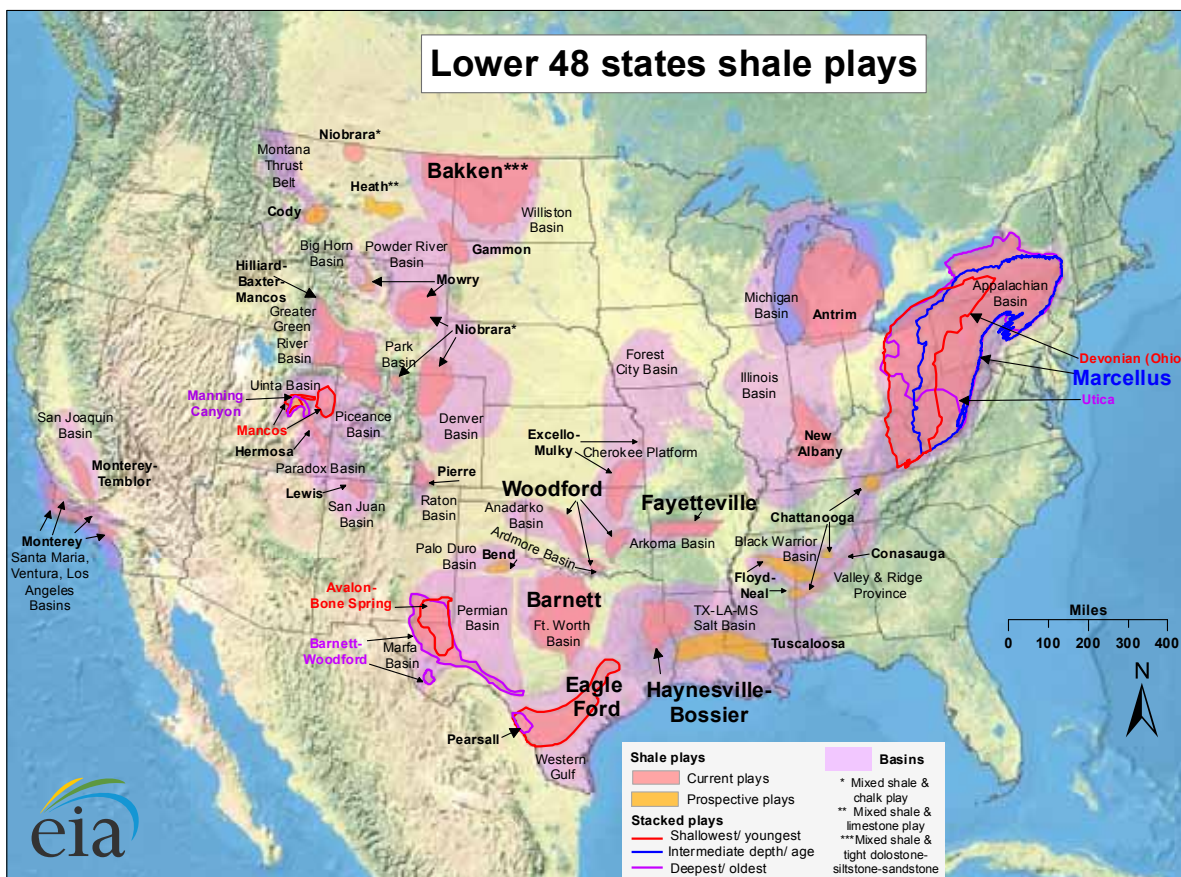 Lower 48 states shale plays
Niobrara*
Montana
Thrust
Belt
Bakken***
Heath**
Cody
Williston
Basin
Big Horn
Basin
Powder River
Basin
Gammon
Hilliard-
Baxter-
Mancos
Mowry
Greater
Green
River
Basin
Niobrara*
Park
Basin
Michigan
Basin
Antrim
Appalachian
Basin
Devonian (Ohio
Marcellus
Utica
Forest
City Basin
Illinois
Basin
Uinta Basin
Manning
Canyon
Mancos
Piceance
Basin
Denver
Basin
San Joaquin
Basin
Hermosa
Paradox Basin
Excello-
Mulky
Cherokee Platform
New
Albany
Monterey-
Temblor
Lewis
San Juan
Basin
Pierre
Raton
Basin
Woodford
Anadarko
Basin
Fayetteville
Arkoma Basin
Chattanooga
Monterey
Santa Maria,
Ventura, Los
Angeles
Basins
Palo Duro
Basin
Bend
Ardmore Basin
Black Warrior
Basin
Conasauga
Floyd-
Neal
Valley & Ridge
Province
Avalon-
Bone Spring
Permian
Basin
Barnett
Ft. Worth
Basin
TX-LA-MS
Salt Basin
Tuscaloosa
Barnett-
Woodford
Marfa
Basin
Eagle
Ford
Haynesville-
Bossier
Pearsall
Western
Gulf
Miles
0 100 200 300 400
N
Shale plays
Current plays
Prospective plays
Stacked plays
Shallowest/ youngest
Intermediate depth/ age
Deepest/ oldest
Basins
* Mixed shale &
chalk play
** Mixed shale &
limestone play
***Mixed shale &
tight dolostone-
siltstone-sandstone
eia